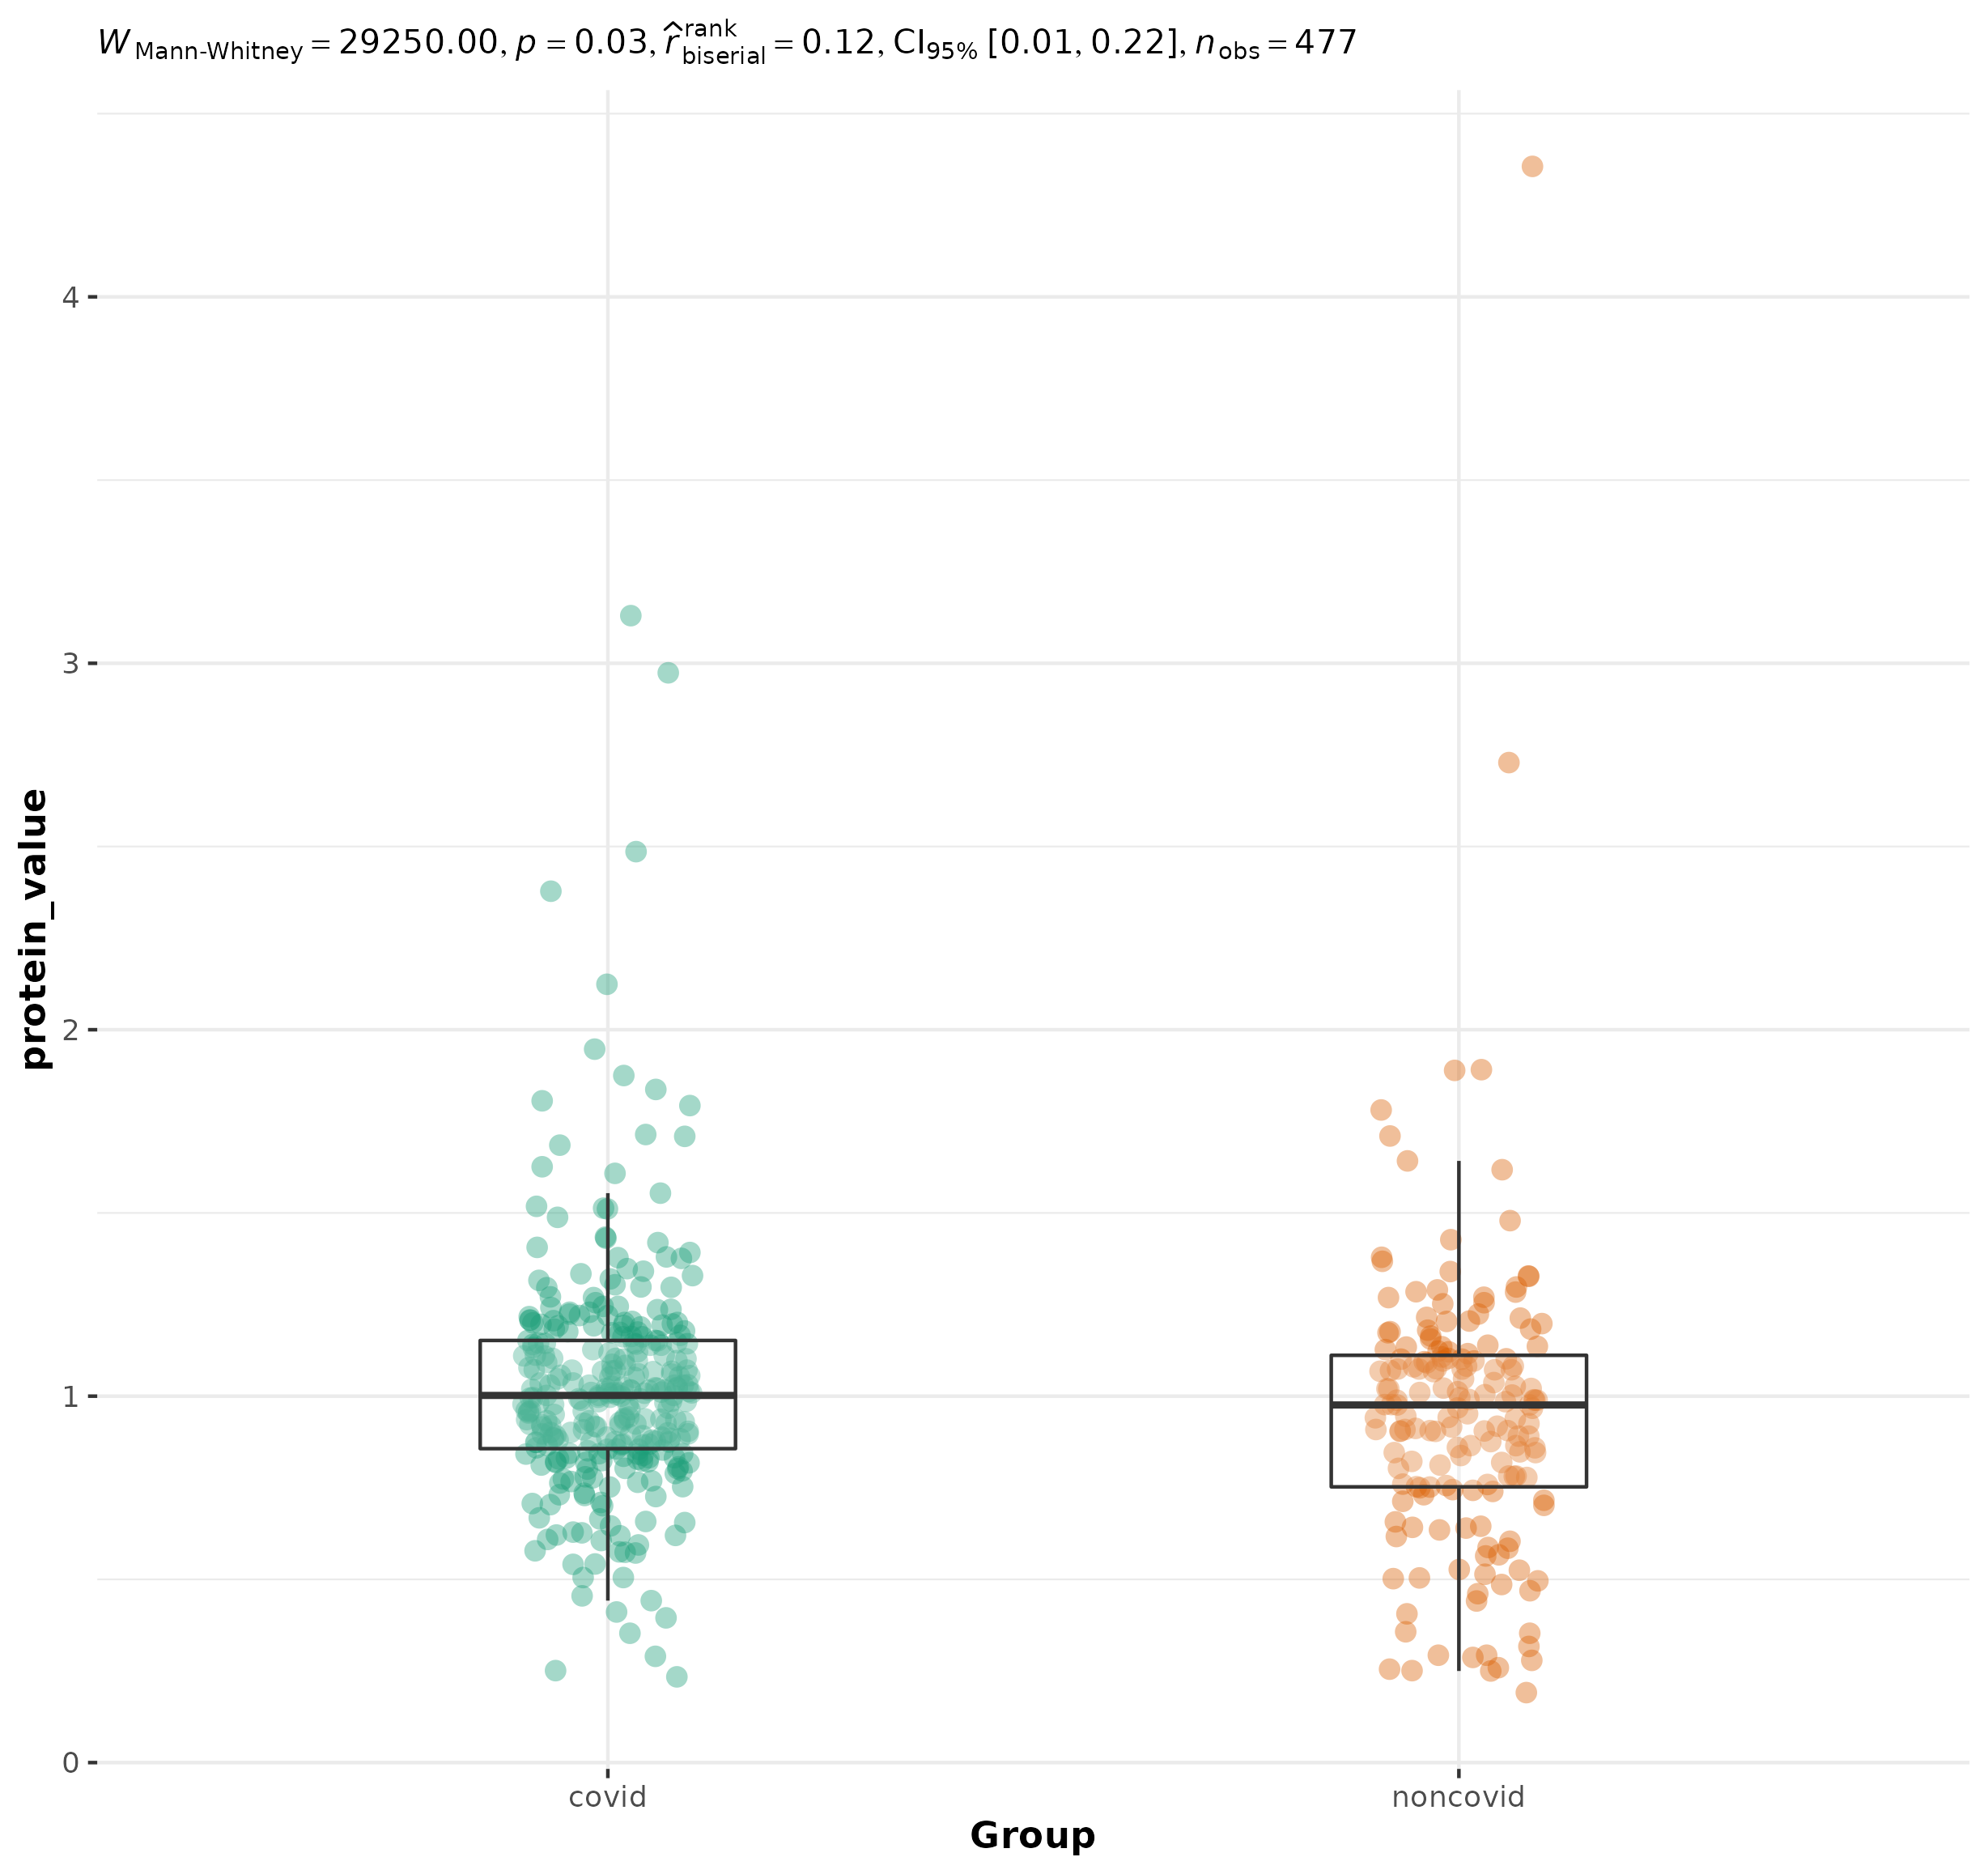 W Mann-Whitney = 29250.00, p = 0.03, r̂ rank biserial = 0.12, CI95% [0.01, 0.22], nobs = 477
4
3
2
1
0
protein_value
covid noncovid
Group